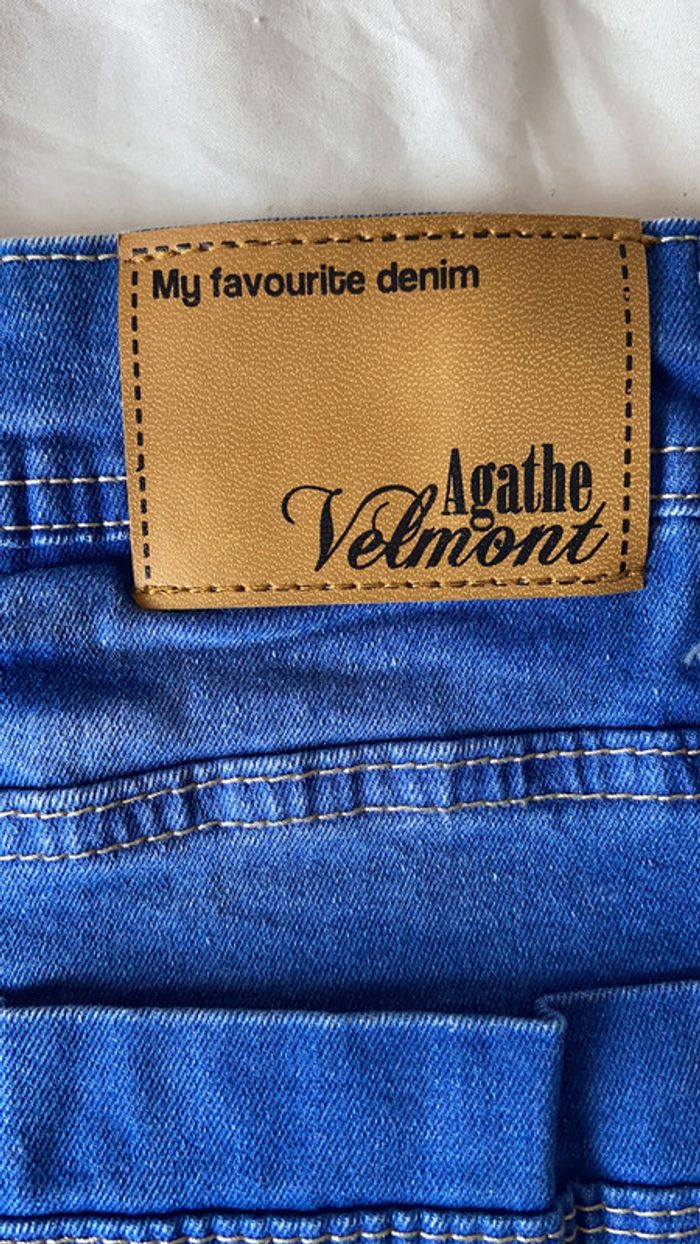 My favourite denim
Agathe
Velmont